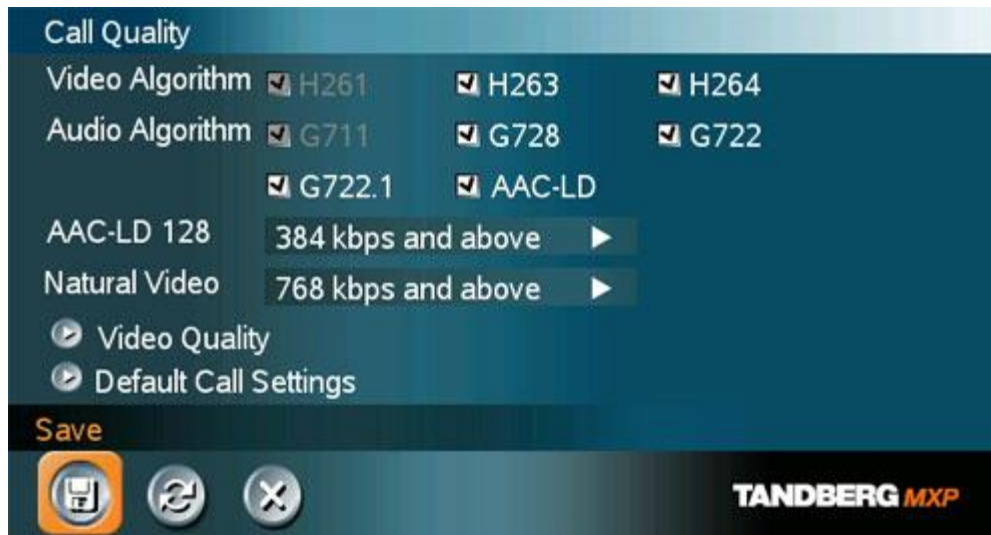 Call Quality
Video Algorithm H261 H263 H264
Audio Algorithm G711 G728 G722
G722.1 AAC-LD
AAC-LD 128 384 kbps and above
Natural Video 768 kbps and above
Video Quality
Default Call Settings
Save
TANDBERG MXP